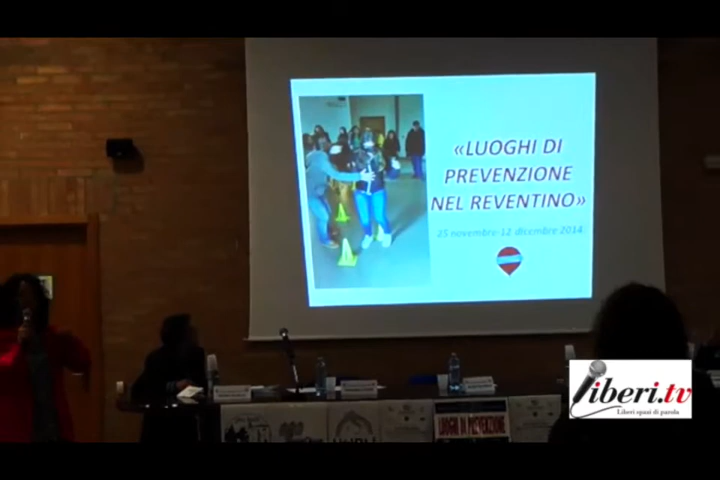 «LUOGHI DI
PREVENZIONE
NEL REVENTINO»
25 novembre-12 dicembre 2014
liberi.tv
Liberi spazi di parola
LUOGHI DI PREVENZIONE